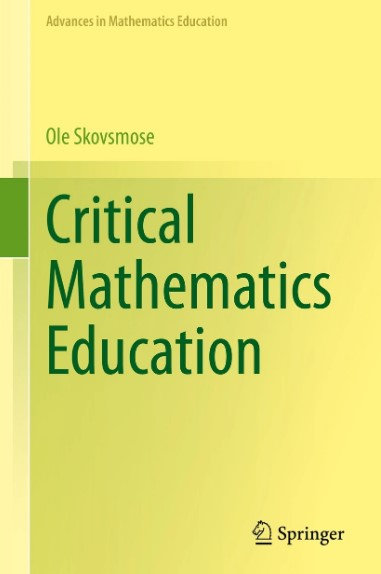 Advances in Mathematics Education
Ole Skovsmose
Critical
Mathematics
Education
Springer